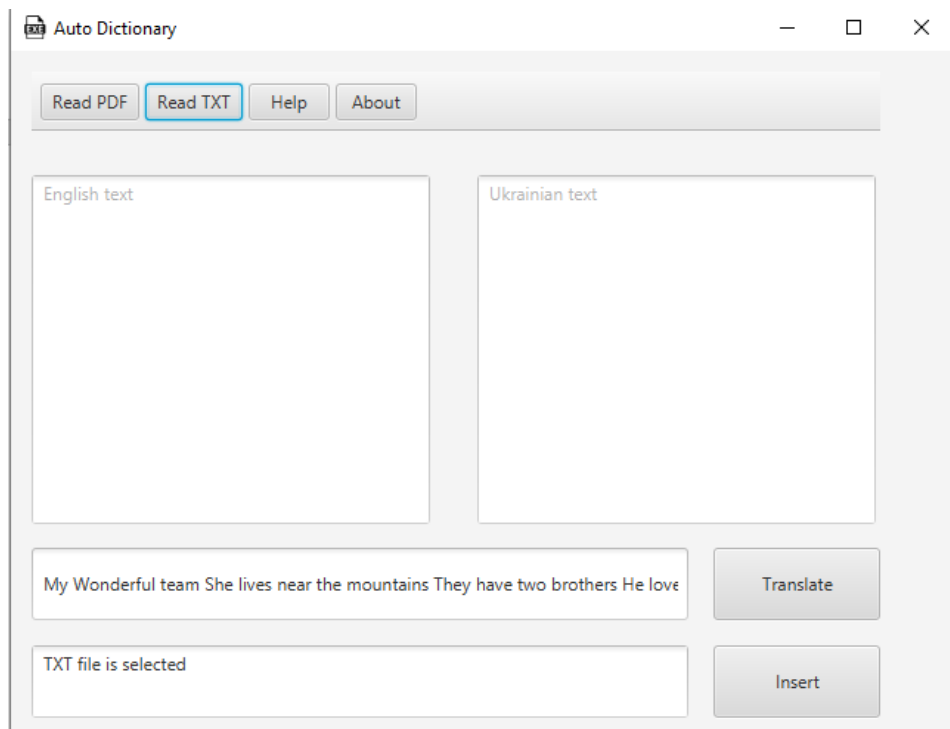 EXE
Auto Dictionary
Read PDF Read TXT Help About
English text Ukrainian text
My Wonderful team She lives near the mountains They have two brothers He love
Translate
TXT file is selected
Insert